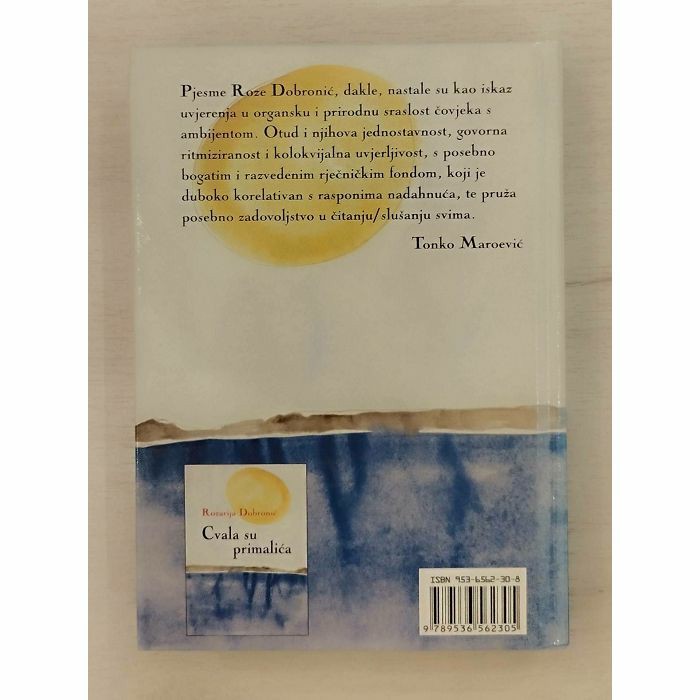 Pjesme Roze Dobronić, dakle, nastale su kao iskaz
uvjerenja u organsku i prirodnu sraslost čovjeka s
ambijentom. Otud i njihova jednostavnost, govorna
ritmiziranost i kolokvijalna uvjerljivost, s posebno
bogatim i razvedenim rječničkim fondom, koji je
duboko korelativan s rasponima nadahnuća, te pruža
posebno zadovoljstvo u čitanju/slušanju svima.
Tonko Maroević
Rozarija Dobronić
Cvala su
primalića
ISBN 953-6562-30-8
9 789536 562305